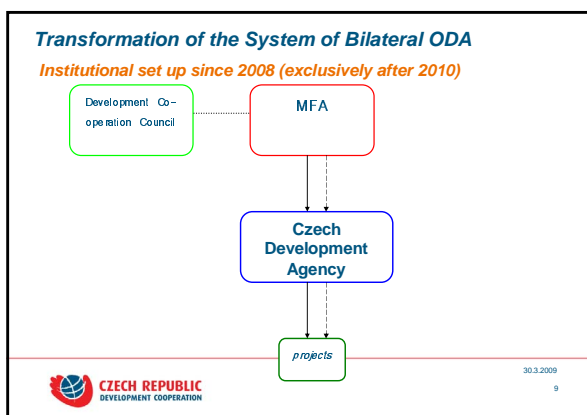 Transformation of the System of Bilateral ODA
Institutional set up since 2008 (exclusively after 2010)
Development Co-
operation Council
MFA
Czech
Development
Agency
projects
CZECH REPUBLIC
DEVELOPMENT COOPERATION
30.3.2009
9